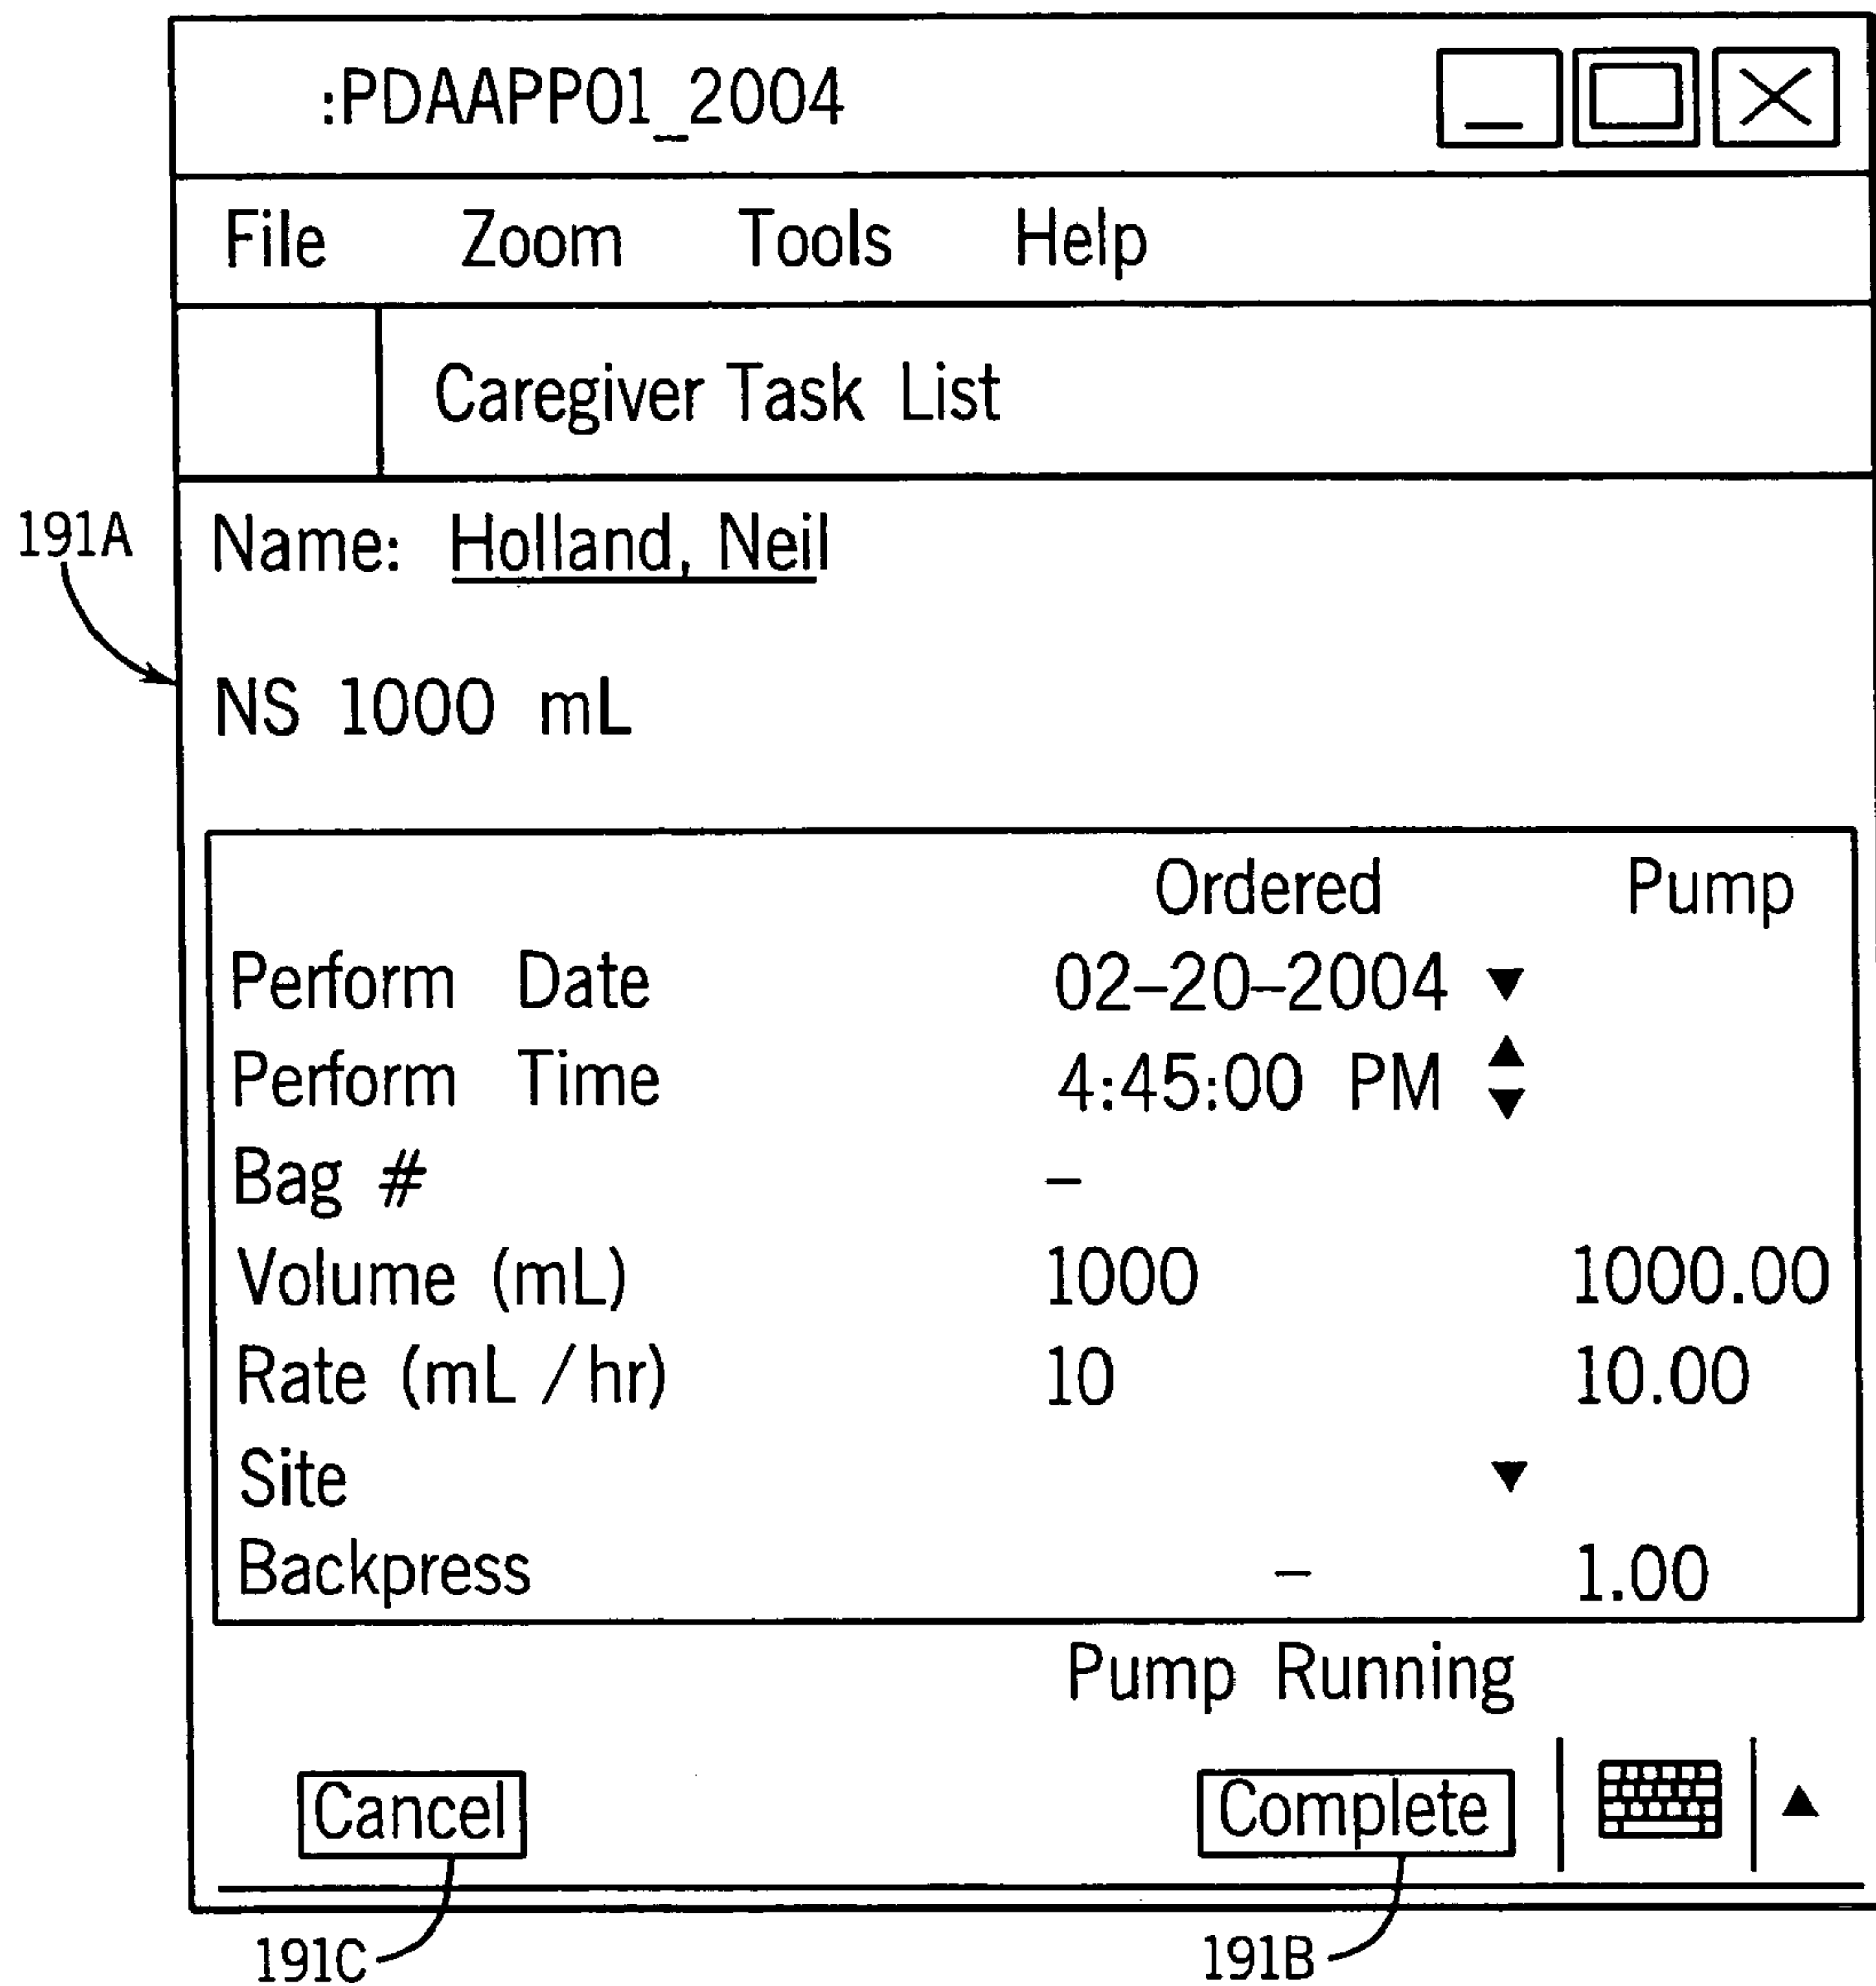 :PDAAPP01_2004
File Zoom Tools Help
Caregiver Task List
191A
Name: Holland, Neil
NS 1000 mL
Ordered Pump
Perform Date 02-20-2004 ▼
Perform Time 4:45:00 PM ▲▼
Bag # –
Volume (mL) 1000 1000.00
Rate (mL/hr) 10 10.00
Site ▼
Backpress – 1.00
Pump Running
Cancel Complete ▲
191C 191B